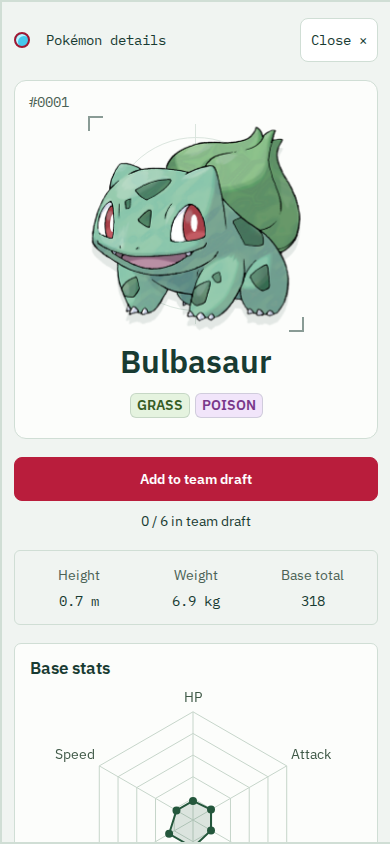 Pokémon details
Close ×
#0001
Bulbasaur
GRASS POISON
Add to team draft
0 / 6 in team draft
Height Weight Base total
0.7 m 6.9 kg 318
Base stats
HP
Speed Attack